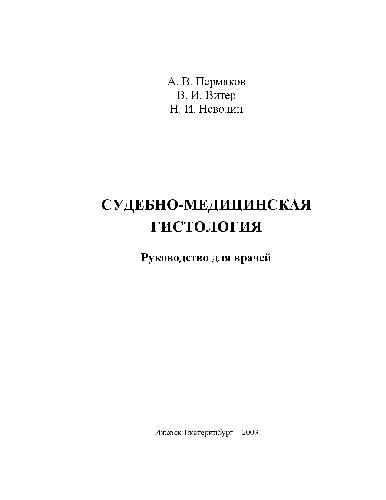 А. В. Пермяков
В. И. Витер
Н. И. Неволин
СУДЕБНО-МЕДИЦИНСКАЯ
ГИСТОЛОГИЯ
Руководство для врачей
Ижевск-Екатеринбург – 2003